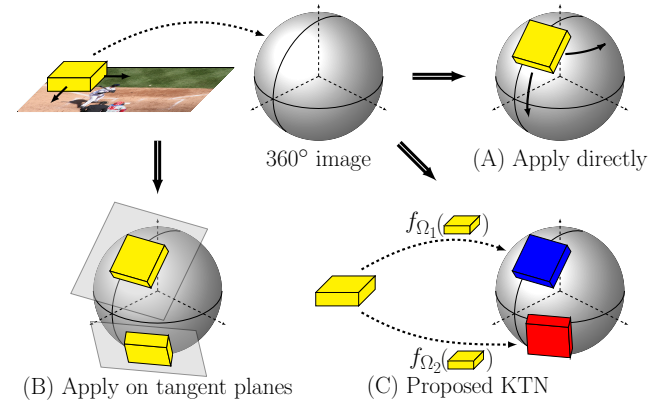 360° image
(A) Apply directly
f_Ω₁( )
f_Ω₂( )
(B) Apply on tangent planes
(C) Proposed KTN